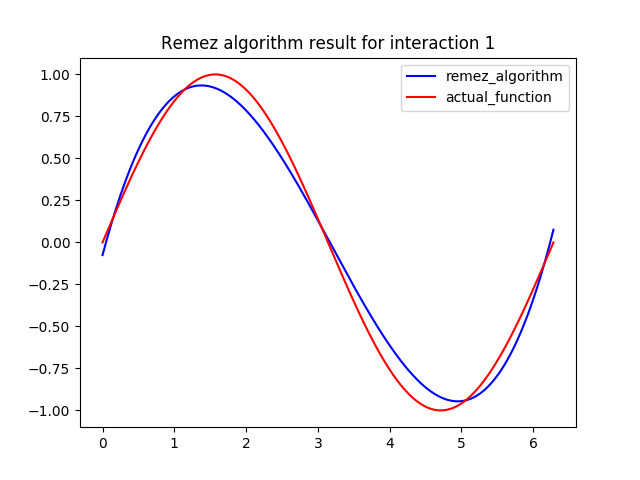 Remez algorithm result for interaction 1
remez_algorithm
actual_function
1.00
0.75
0.50
0.25
0.00
−0.25
−0.50
−0.75
−1.00
0 1 2 3 4 5 6